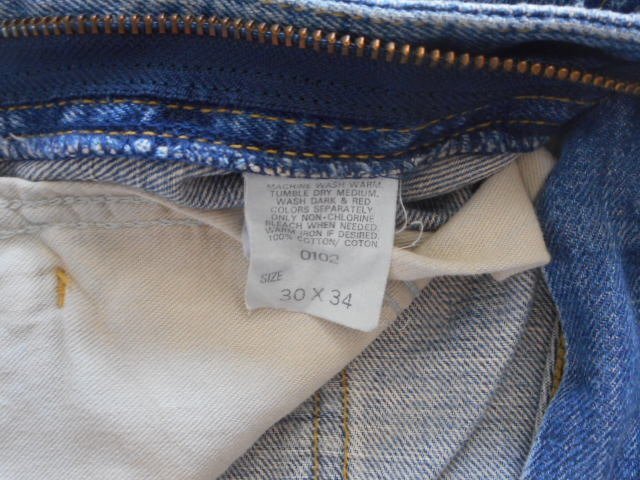 MACHINE WASH WARM.
TUMBLE DRY MEDIUM.
WASH DARK & RED
COLORS SEPARATELY.
ONLY NON-CHLORINE
BLEACH WHEN NEEDED.
WARM IRON IF DESIRED.
100% COTTON/ COTON
0102
SIZE
30 X 34